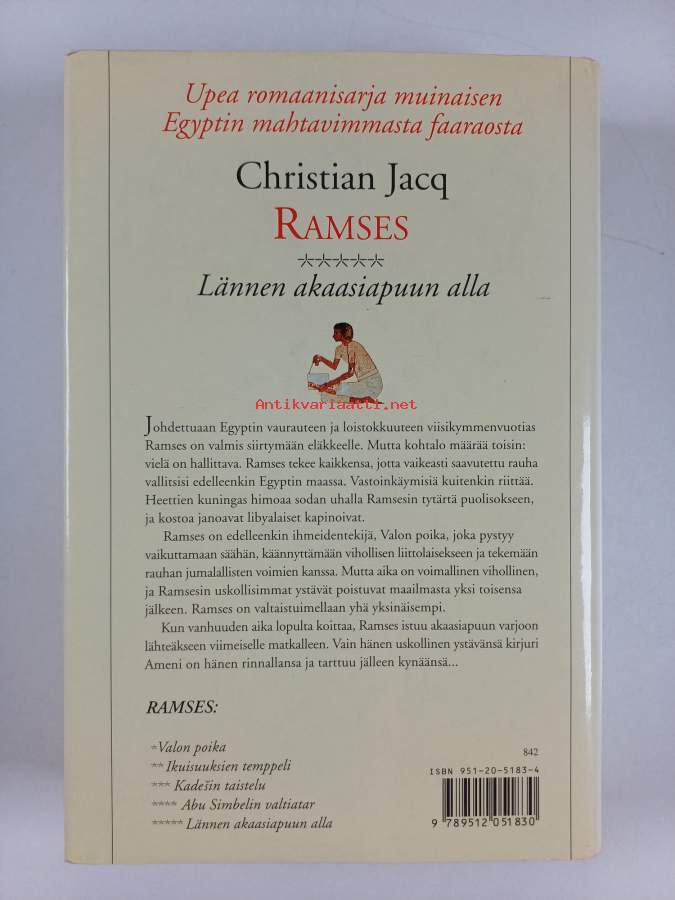 Upea romaanisarja muinaisen
Egyptin mahtavimmasta faaraosta
Christian Jacq
RAMSES
*****
Lännen akaasiapuun alla
Antikvariaatti.net
Johdettuaan Egyptin vaurauteen ja loistokkuuteen viisikymmenvuotias
Ramses on valmis siirtymään eläkkeelle. Mutta kohtalo määrää toisin:
vielä on hallittava. Ramses tekee kaikkensa, jotta vaikeasti saavutettu rauha
vallitsisi edelleenkin Egyptin maassa. Vastoinkäymisiä kuitenkin riittää.
Heettien kuningas himoaa sodan uhalla Ramsesin tytärtä puolisokseen,
ja kostoa janoavat libyalaiset kapinoivat.
Ramses on edelleenkin ihmeidentekijä, Valon poika, joka pystyy
vaikuttamaan säähän, käännyttämään vihollisen liittolaisekseen ja tekemään
rauhan jumalallisten voimien kanssa. Mutta aika on voimallinen vihollinen,
ja Ramsesin uskollisimmat ystävät poistuvat maailmasta yksi toisensa
jälkeen. Ramses on valtaistuimellaan yhä yksinäisempi.
Kun vanhuuden aika lopulta koittaa, Ramses istuu akaasiapuun varjoon
lähteäkseen viimeiselle matkalleen. Vain hänen uskollinen ystävänsä kirjuri
Ameni on hänen rinnallansa ja tarttuu jälleen kynäänsä...
RAMSES:
*Valon poika
** Ikuisuuksien temppeli
*** Kadešin taistelu
**** Abu Simbelin valtiatar
***** Lännen akaasiapuun alla
842
ISBN 951-20-5183-4
9 789512 051830